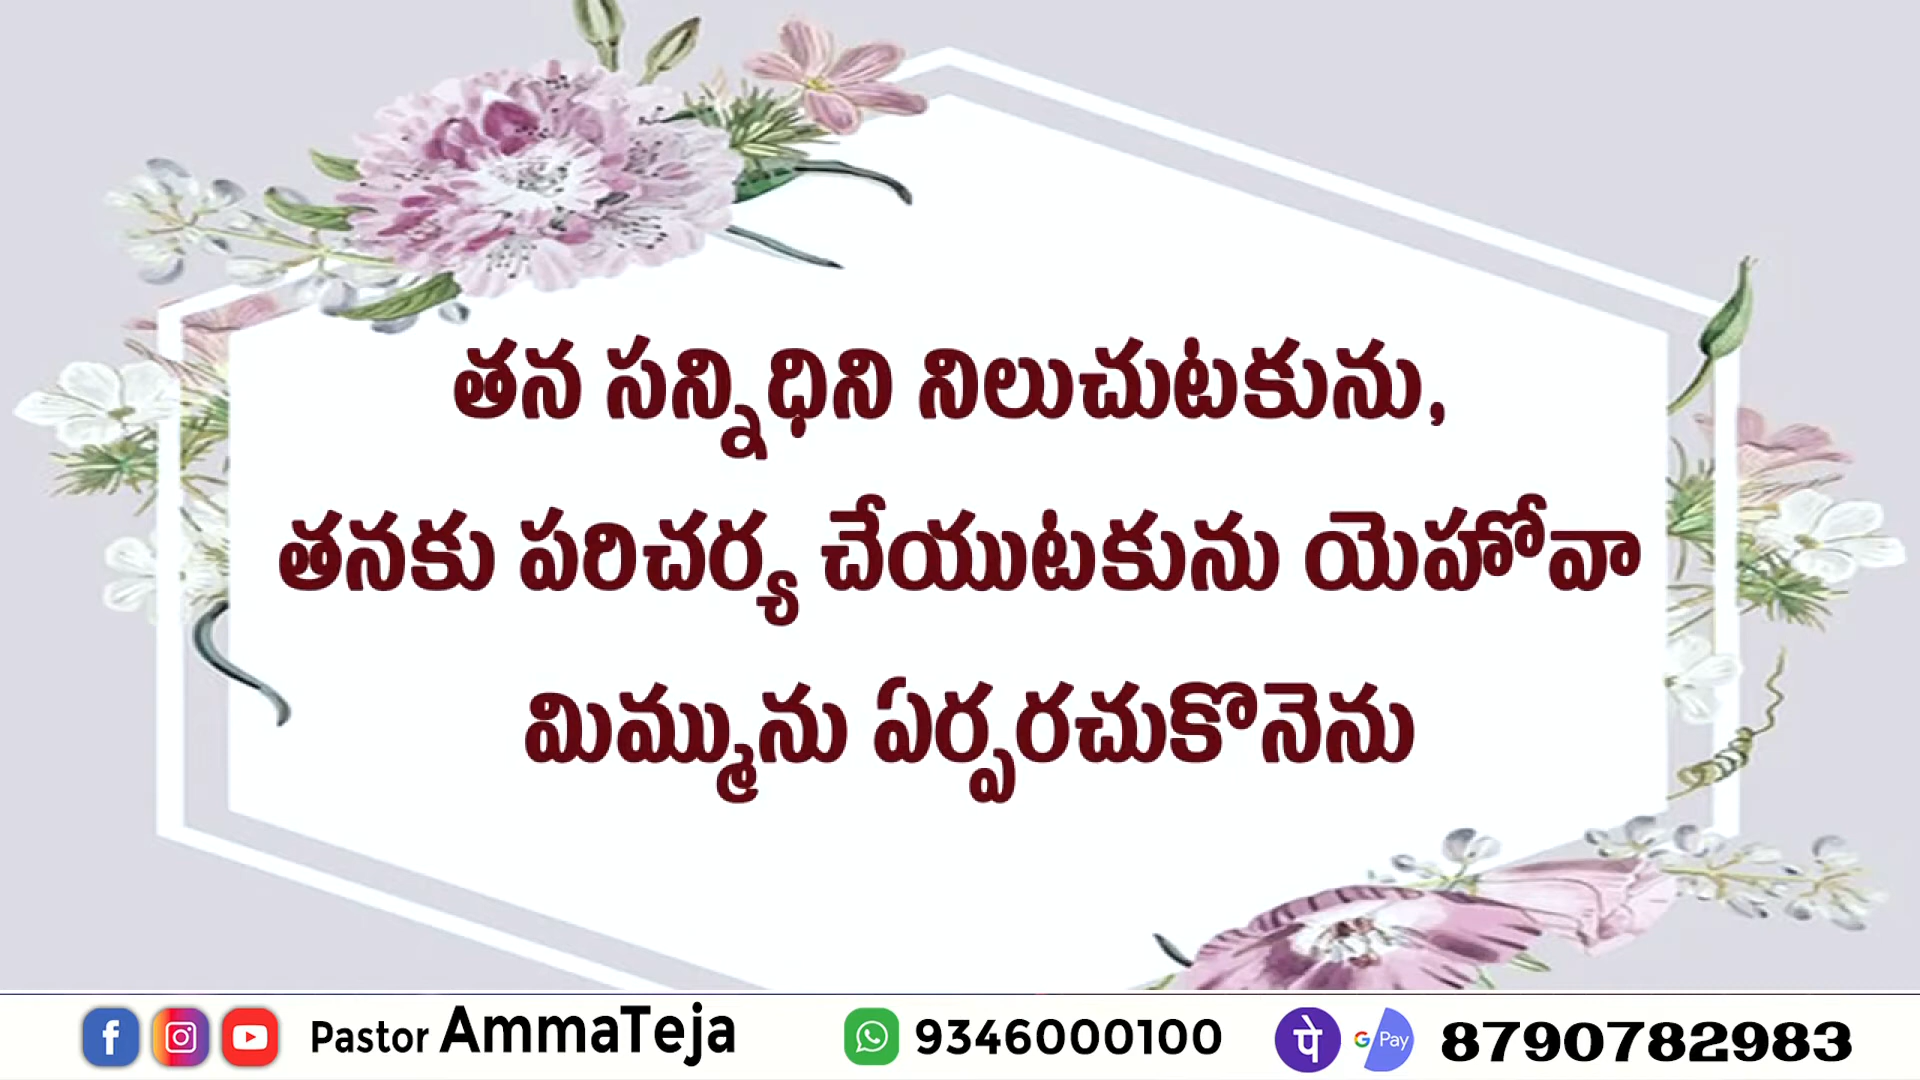 తన సన్నిధిని నిలుచుటకును,
తనకు పరిచర్య చేయుటకును యెహోవా
మిమ్మును ఏర్పరచుకొనెను
Pastor AmmaTeja 9346000100 पे G Pay 8790782983